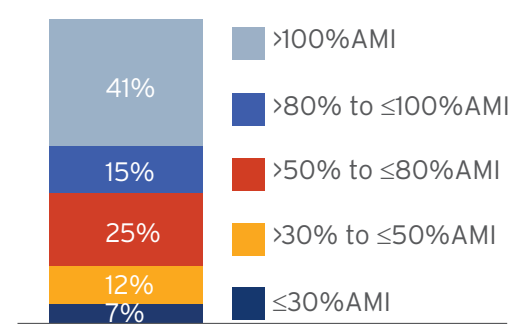 >100%AMI
41%
>80% to ≤100%AMI
15%
>50% to ≤80%AMI
25%
>30% to ≤50%AMI
12%
≤30%AMI
7%